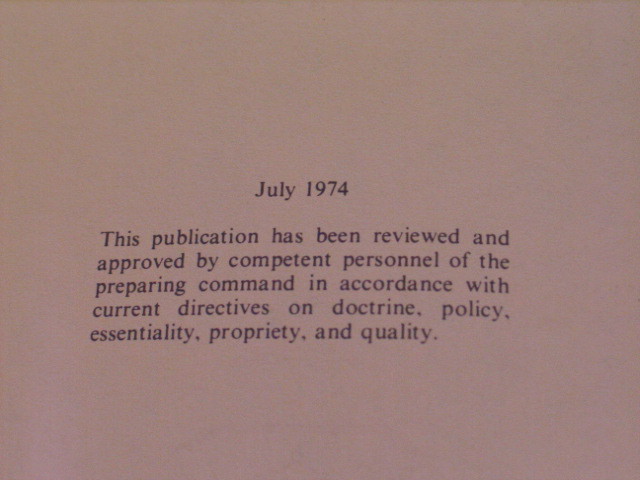 July 1974
This publication has been reviewed and
approved by competent personnel of the
preparing command in accordance with
current directives on doctrine, policy,
essentiality, propriety, and quality.